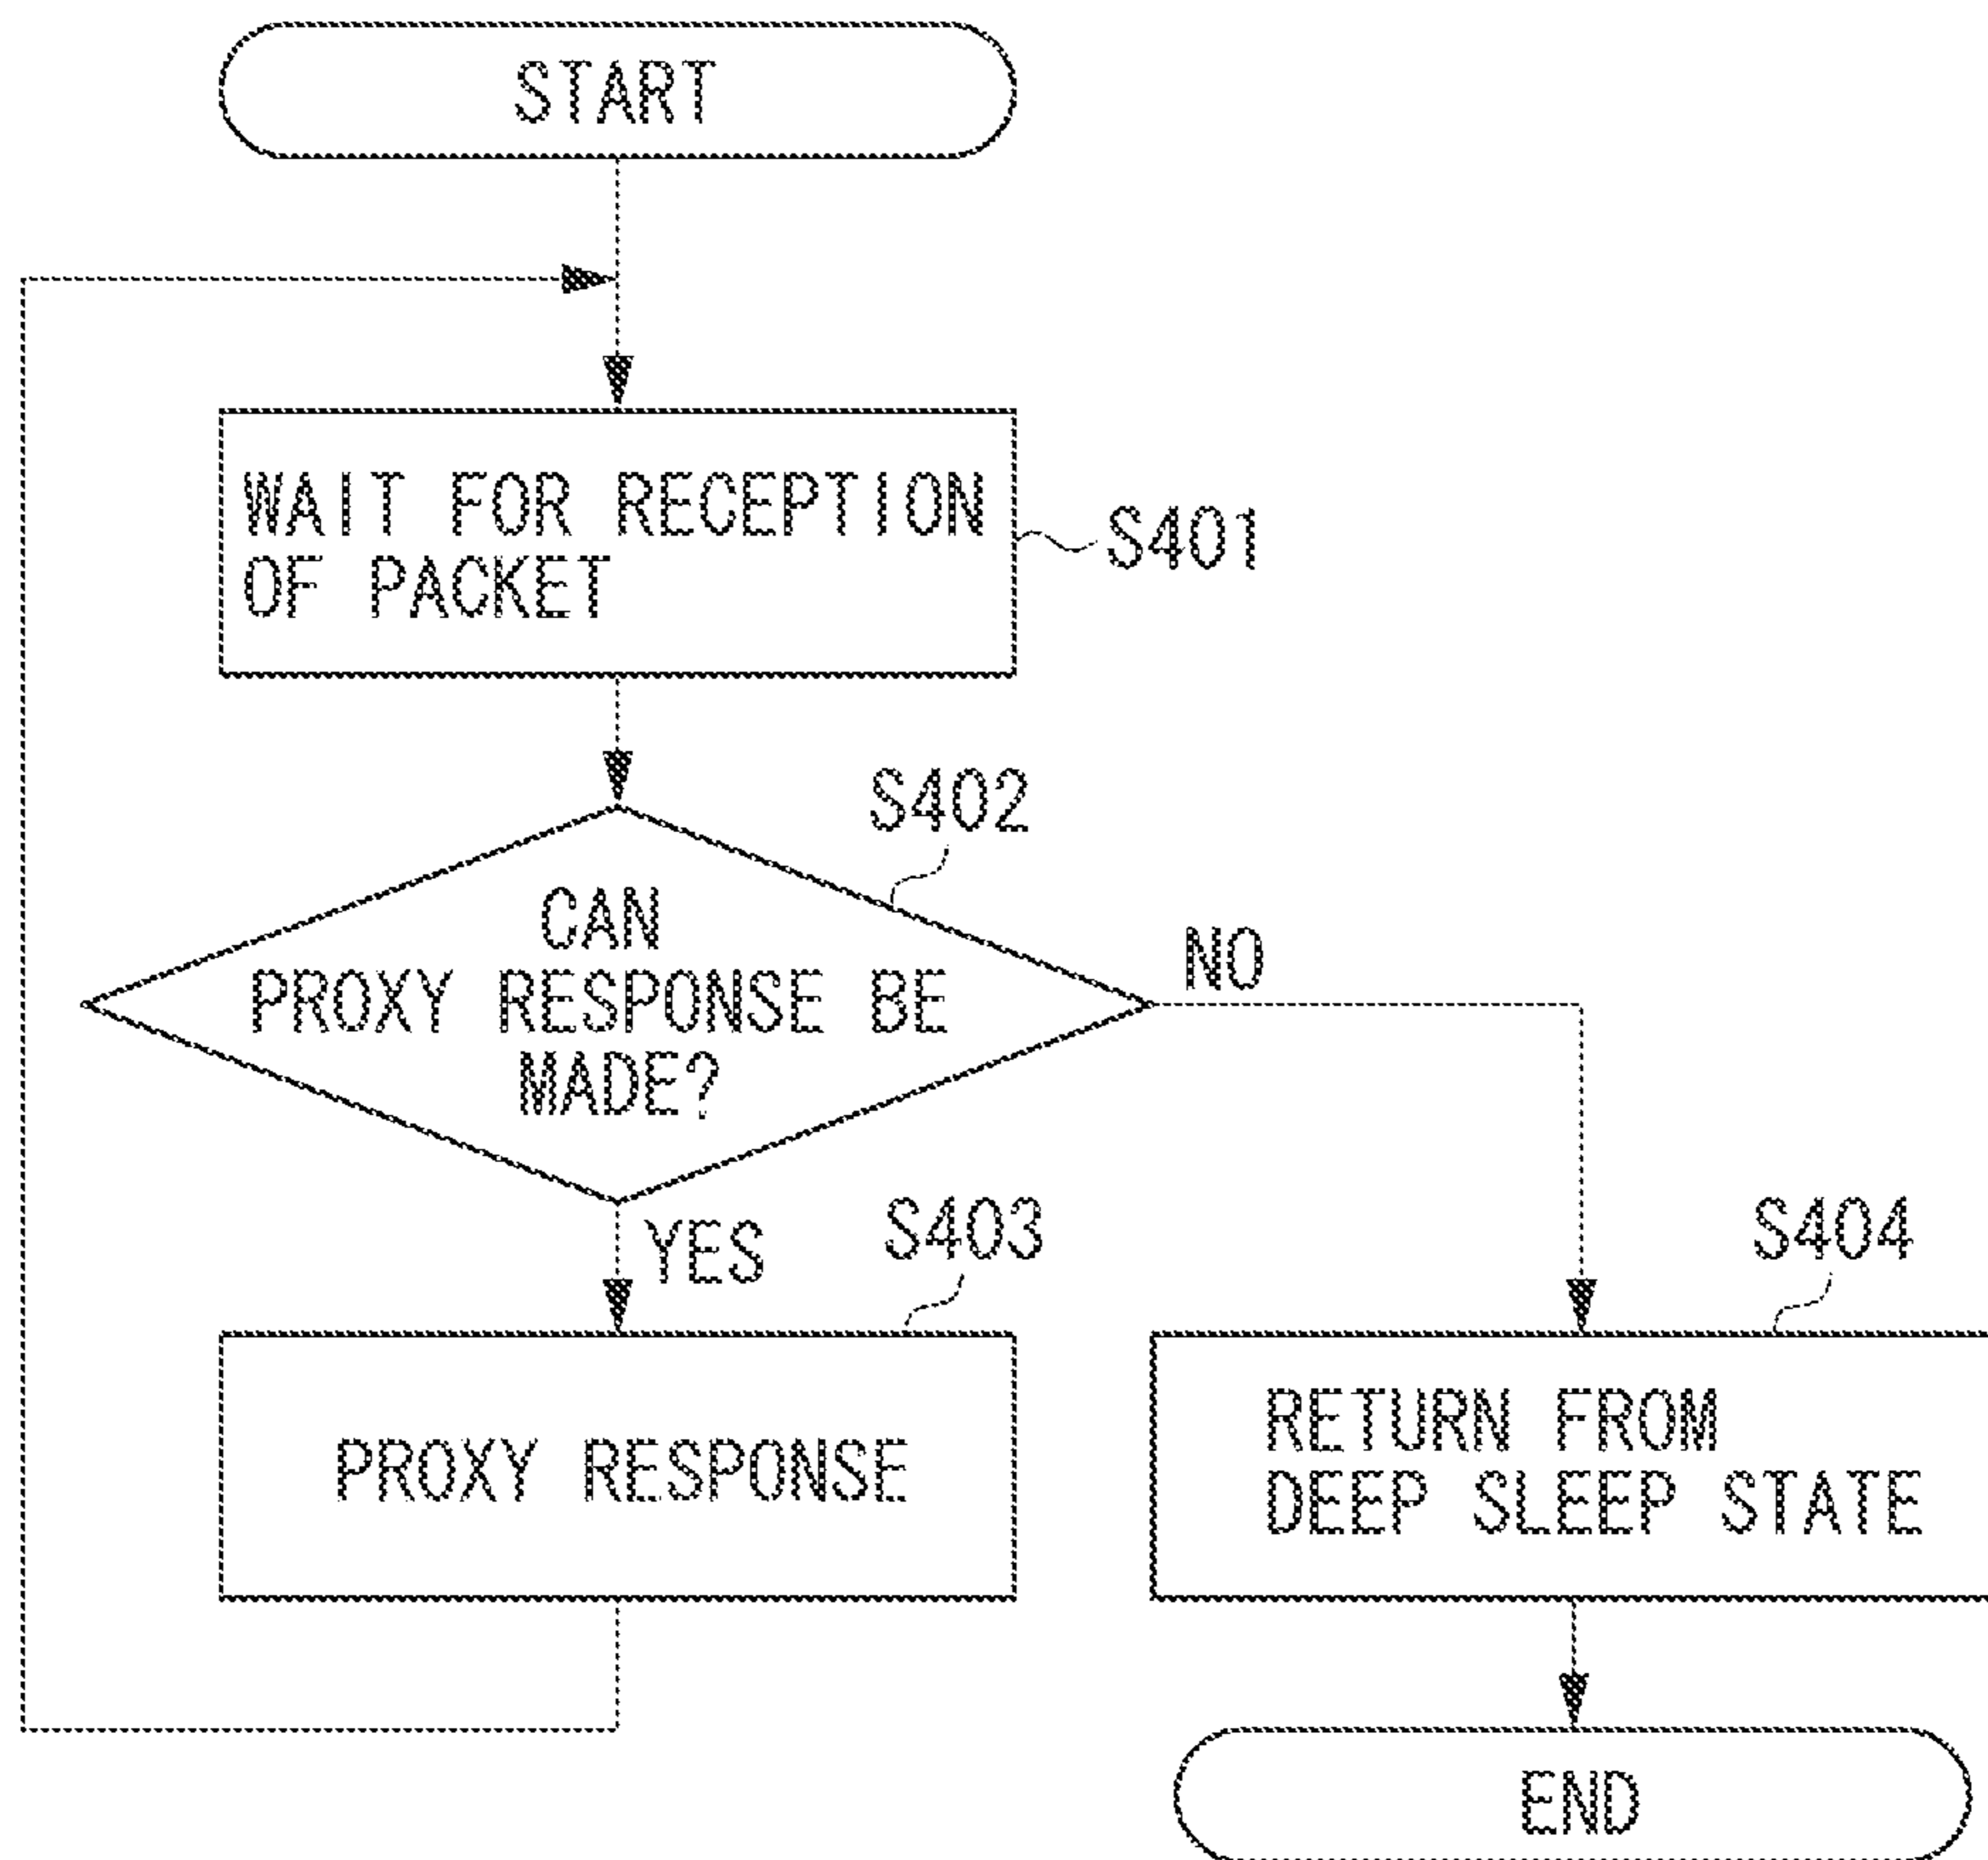 START
WAIT FOR RECEPTION
OF PACKET
S401
S402
CAN
PROXY RESPONSE BE
MADE?
NO
YES
S403
PROXY RESPONSE
S404
RETURN FROM
DEEP SLEEP STATE
END